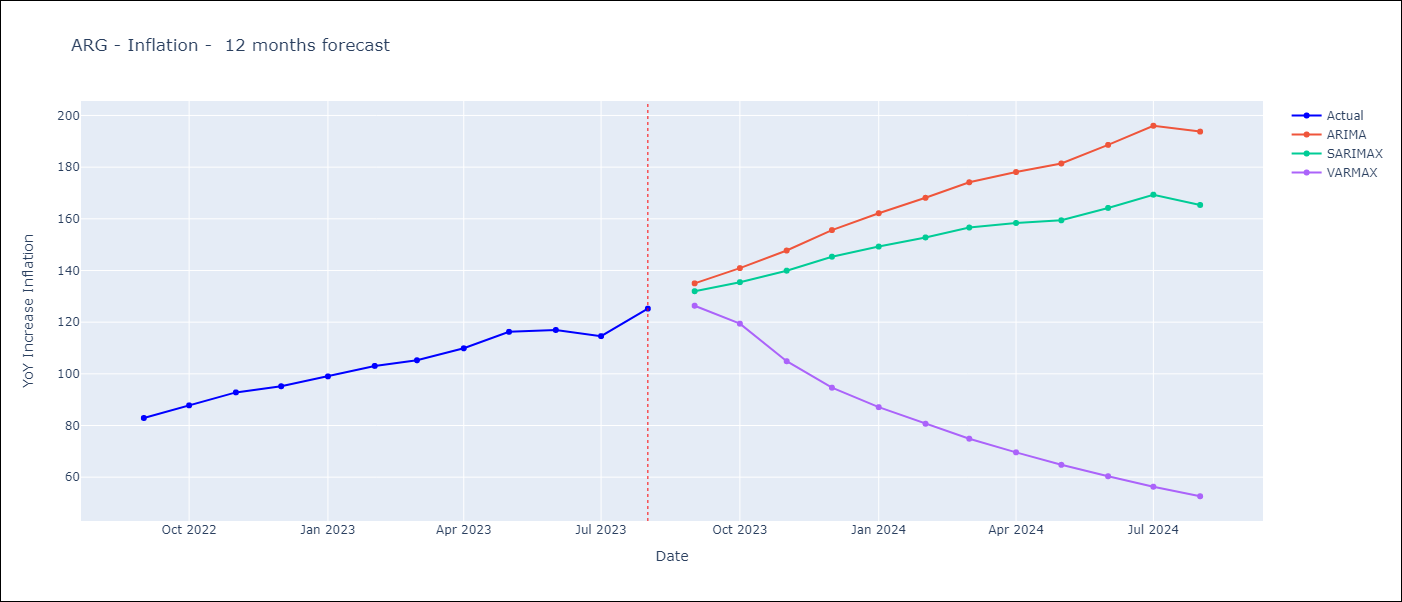 ARG - Inflation -  12 months forecast
Actual
ARIMA
SARIMAX
VARMAX
YoY Increase Inflation
200
180
160
140
120
100
80
60
Oct 2022 Jan 2023 Apr 2023 Jul 2023 Oct 2023 Jan 2024 Apr 2024 Jul 2024
Date